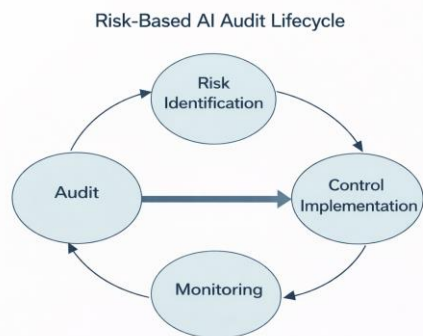 Risk-Based AI Audit Lifecycle
Risk
Identification
Audit
Control
Implementation
Monitoring